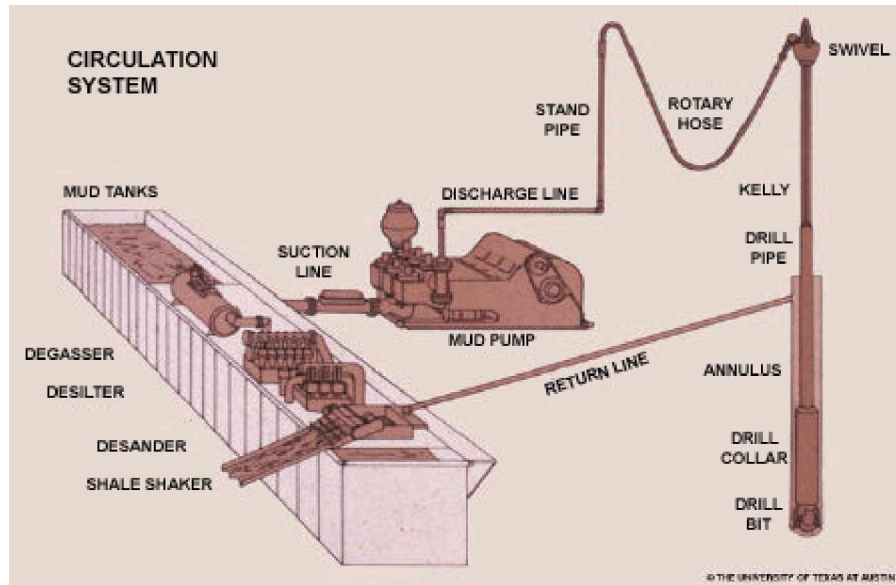 CIRCULATION
SYSTEM
SWIVEL
STAND
PIPE
ROTARY
HOSE
MUD TANKS
DISCHARGE LINE
KELLY
SUCTION
LINE
DRILL
PIPE
MUD PUMP
DEGASSER
RETURN LINE
ANNULUS
DESILTER
DESANDER
DRILL
COLLAR
SHALE SHAKER
DRILL
BIT
© THE UNIVERSITY OF TEXAS AT AUSTIN